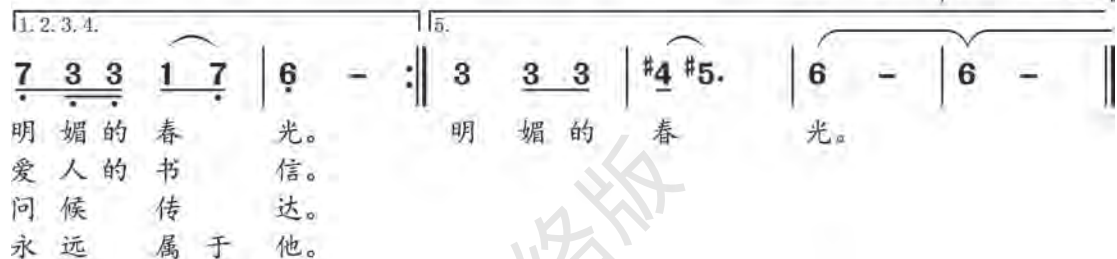 1. 2. 3. 4. 5.
7 3 3 1 7 | 6 - :‖ 3 3 3 | #4 #5. | 6 - | 6 - ‖
明 媚 的 春 光。 明 媚 的 春 光。
爱 人 的 书 信。
问 候 传 达。
永 远 属 于 他。
络版